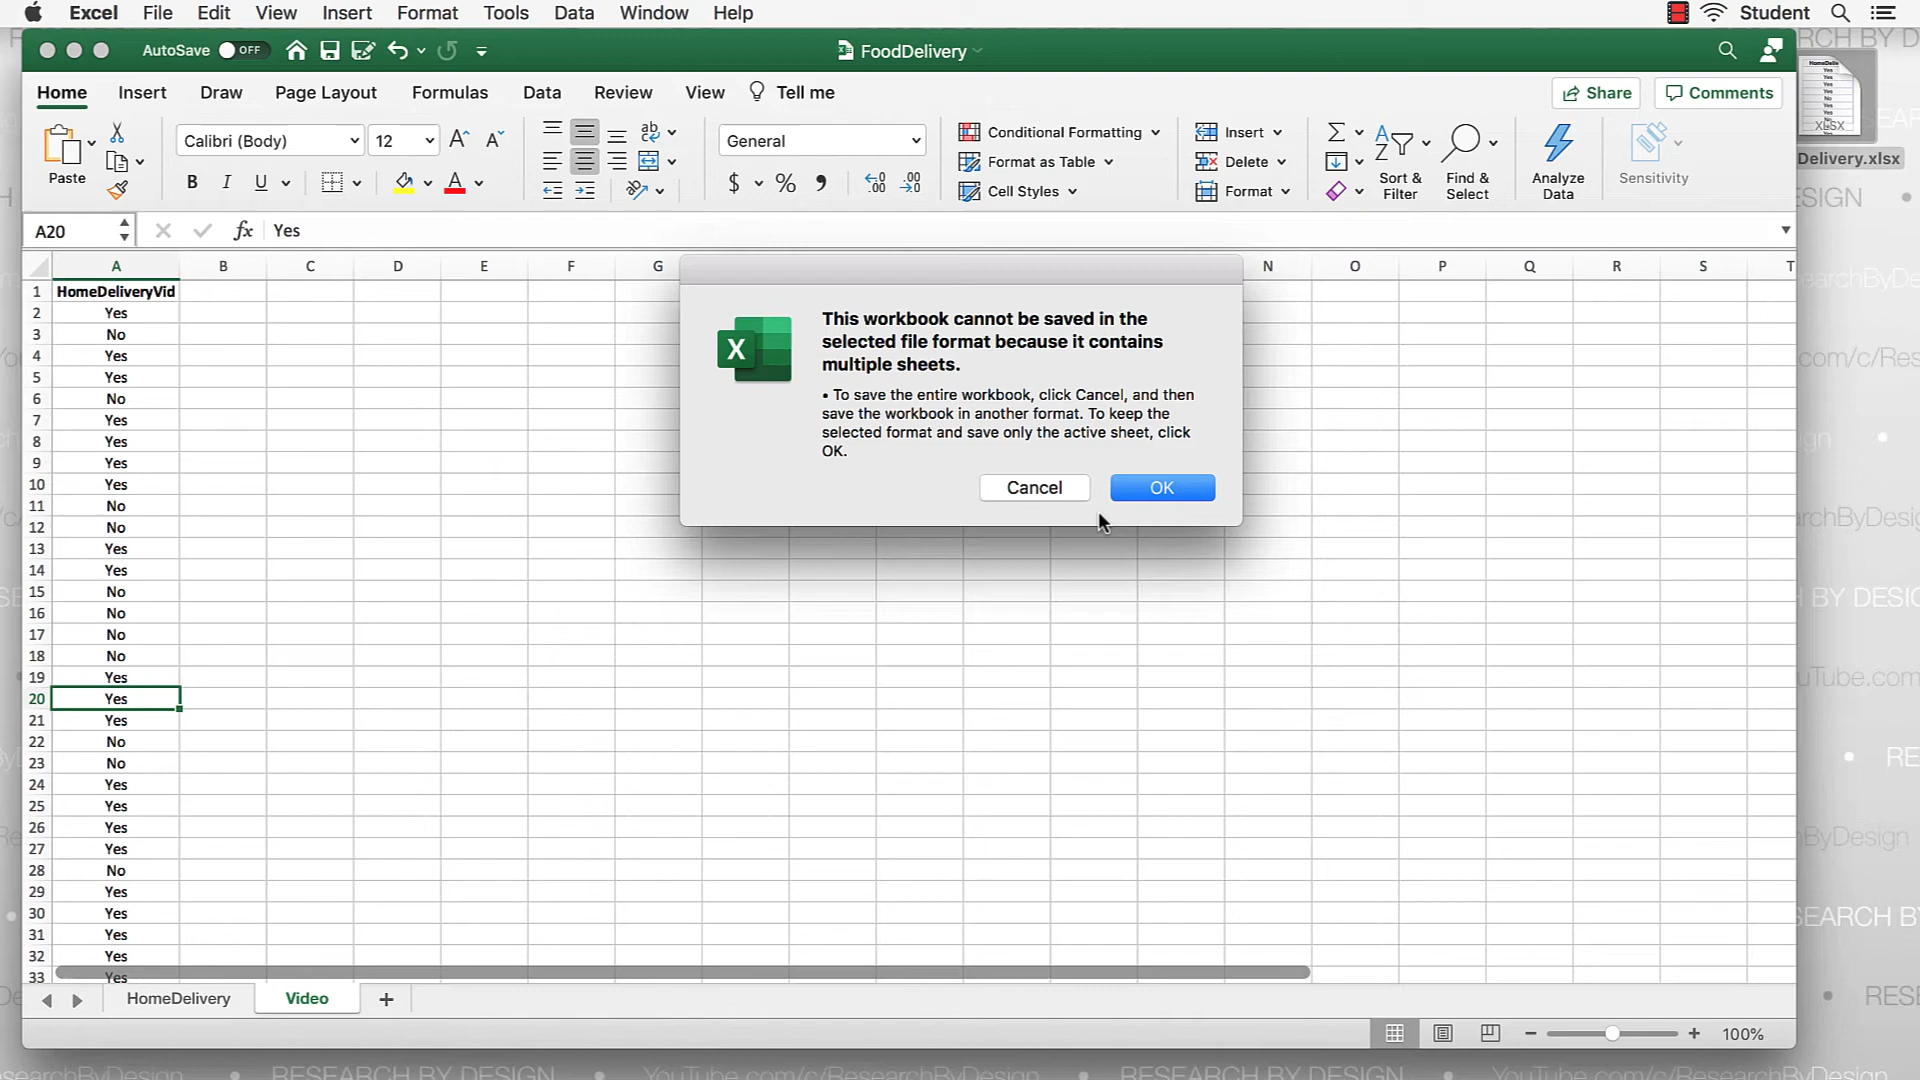 Excel File Edit View Insert Format Tools Data Window Help Student
AutoSave OFF FoodDelivery
Home Insert Draw Page Layout Formulas Data Review View Tell me Share Comments
Paste
Calibri (Body) 12
B I U
General
$ % 9
Conditional Formatting
Format as Table
Cell Styles
Insert
Delete
Format
Sort & Filter
Find & Select
Analyze Data
Sensitivity
XLSX
Delivery.xlsx
A20 fx Yes
A B C D E F G N O P Q R S T
1 HomeDeliveryVid
2 Yes
3 No
4 Yes
5 Yes
6 No
7 Yes
8 Yes
9 Yes
10 Yes
11 No
12 No
13 Yes
14 Yes
15 No
16 No
17 No
18 No
19 Yes
20 Yes
21 Yes
22 No
23 No
24 Yes
25 Yes
26 Yes
27 Yes
28 No
29 Yes
30 Yes
31 Yes
32 Yes
33 Yes
This workbook cannot be saved in the
selected file format because it contains
multiple sheets.
• To save the entire workbook, click Cancel, and then
save the workbook in another format. To keep the
selected format and save only the active sheet, click
OK.
Cancel OK
HomeDelivery Video
100%
RESEARCH BY DESIGN • YouTube.com/c/ResearchByDesign • RESEARCH BY DESIGN • YouTube.com/c/ResearchByDesign